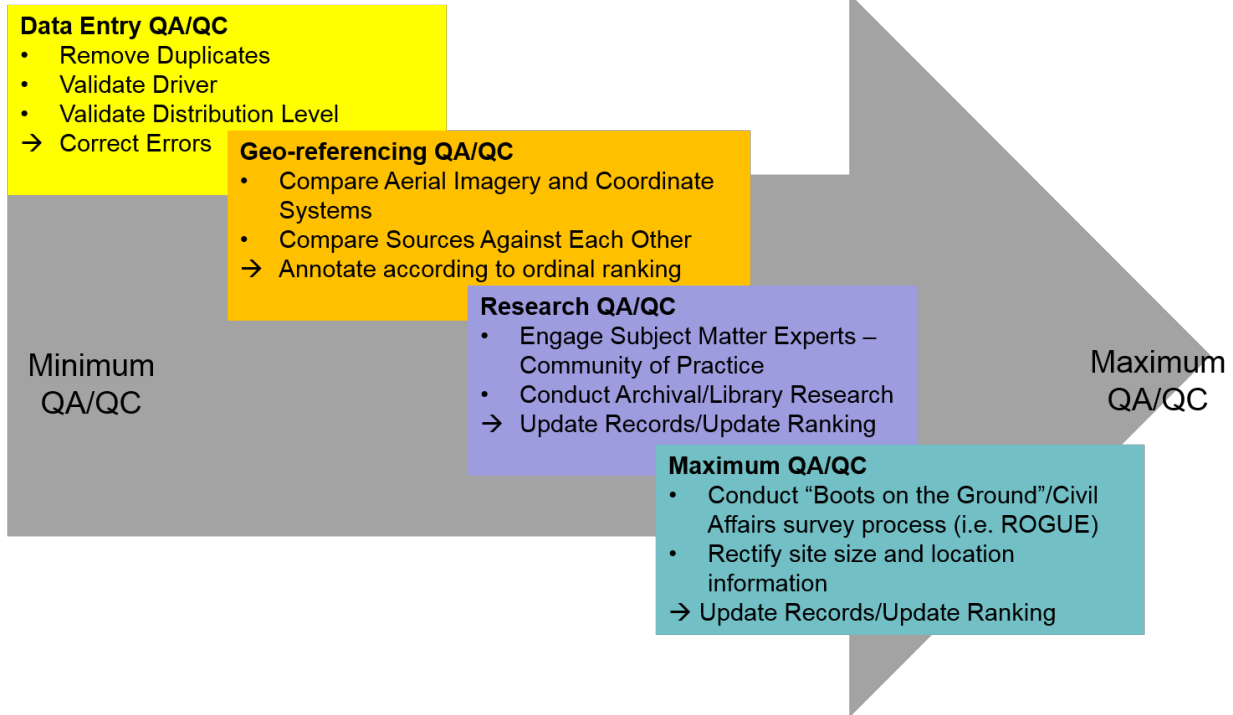 Data Entry QA/QC
• Remove Duplicates
• Validate Driver
• Validate Distribution Level
→ Correct Errors
Geo-referencing QA/QC
• Compare Aerial Imagery and Coordinate
Systems
• Compare Sources Against Each Other
→ Annotate according to ordinal ranking
Research QA/QC
• Engage Subject Matter Experts –
Community of Practice
• Conduct Archival/Library Research
→ Update Records/Update Ranking
Minimum
QA/QC
Maximum
QA/QC
Maximum QA/QC
• Conduct “Boots on the Ground”/Civil
Affairs survey process (i.e. ROGUE)
• Rectify site size and location
information
→ Update Records/Update Ranking